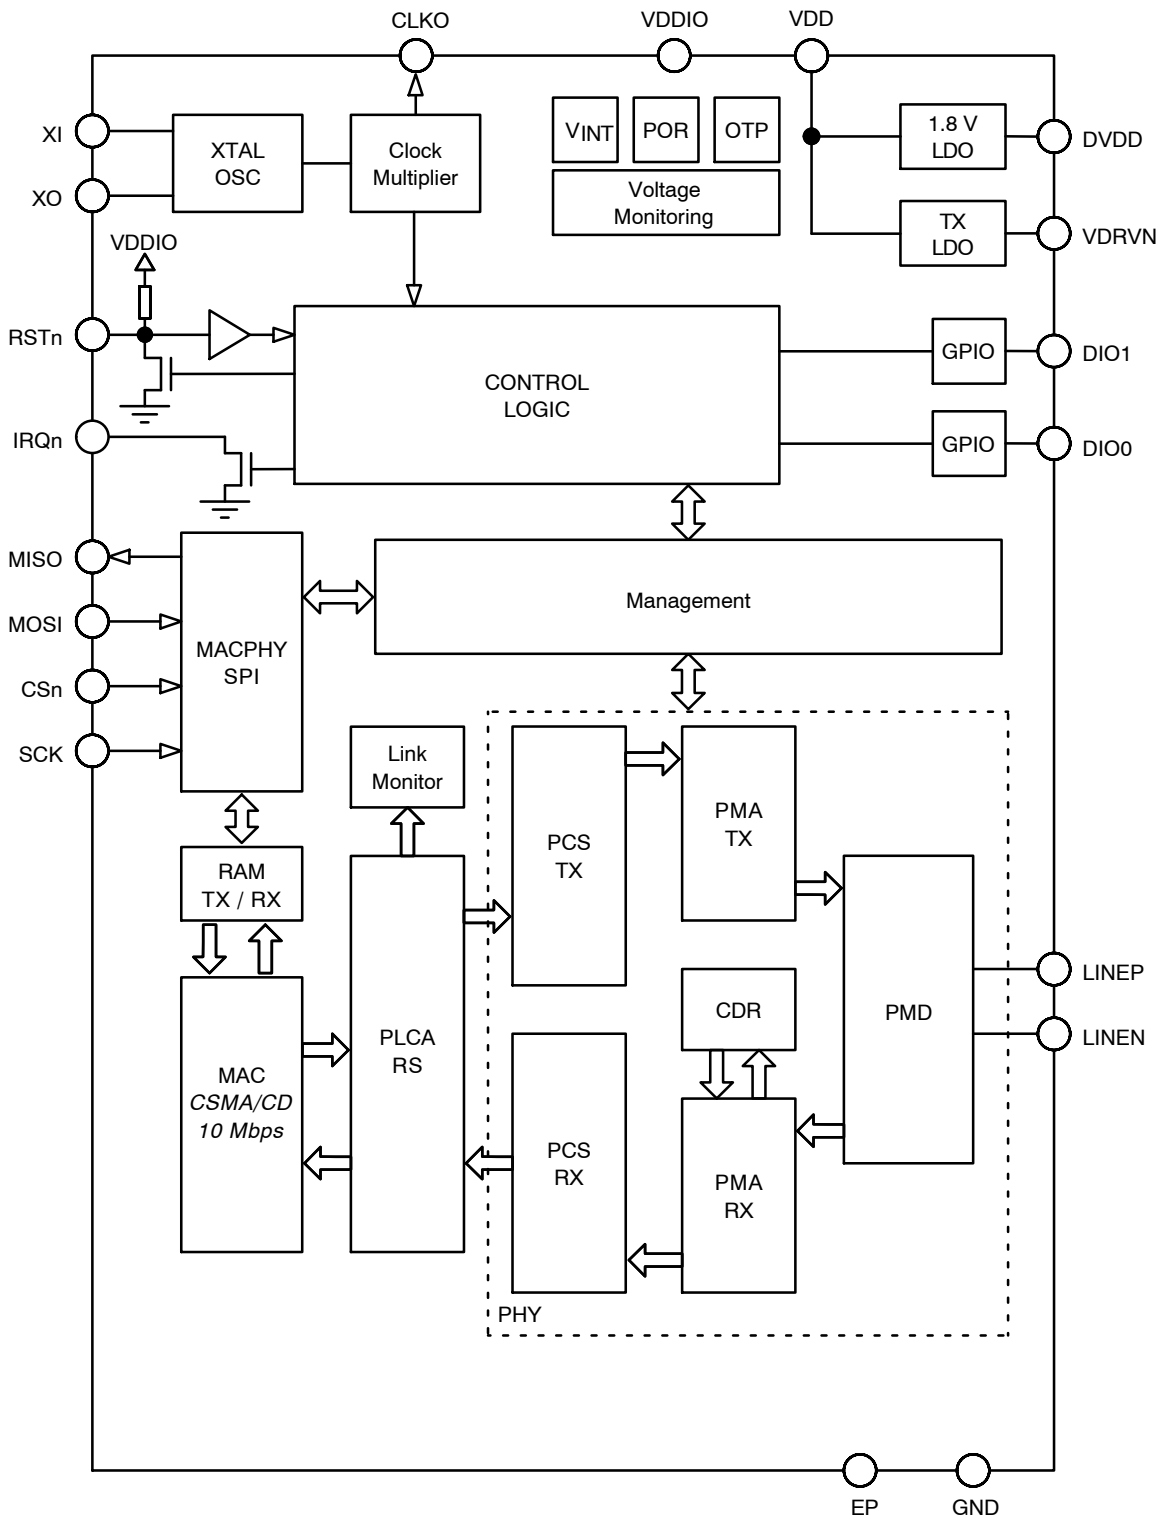 CLKO
VDDIO
VDD
XI
XO
XTAL
OSC
Clock
Multiplier
VINT
POR
OTP
Voltage
Monitoring
1.8 V
LDO
DVDD
TX
LDO
VDRVN
VDDIO
RSTn
IRQn
CONTROL
LOGIC
GPIO
DIO1
GPIO
DIO0
MISO
MOSI
CSn
SCK
MACPHY
SPI
Management
Link
Monitor
RAM
TX / RX
MAC
CSMA/CD
10 Mbps
PLCA
RS
PCS
TX
PMA
TX
CDR
PMD
LINEP
LINEN
PCS
RX
PMA
RX
PHY
EP
GND